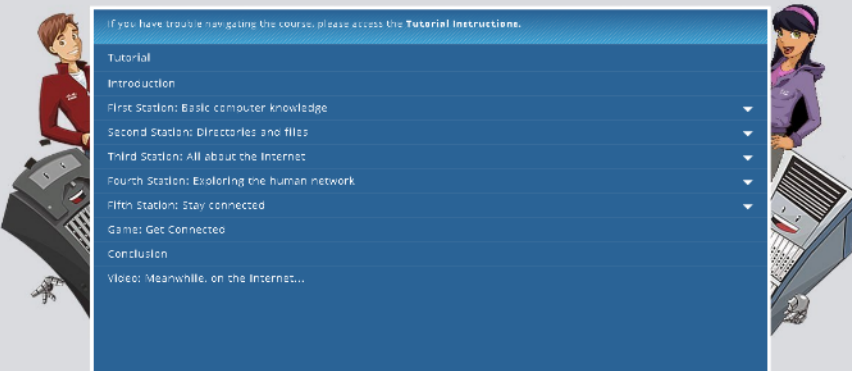 If you have trouble navigating the course, please access the Tutorial Instructions.
Tutorial
Introduction
First Station: Basic computer knowledge
Second Station: Directories and files
Third Station: All about the Internet
Fourth Station: Exploring the human network
Fifth Station: Stay connected
Game: Get Connected
Conclusion
Video: Meanwhile, on the Internet...